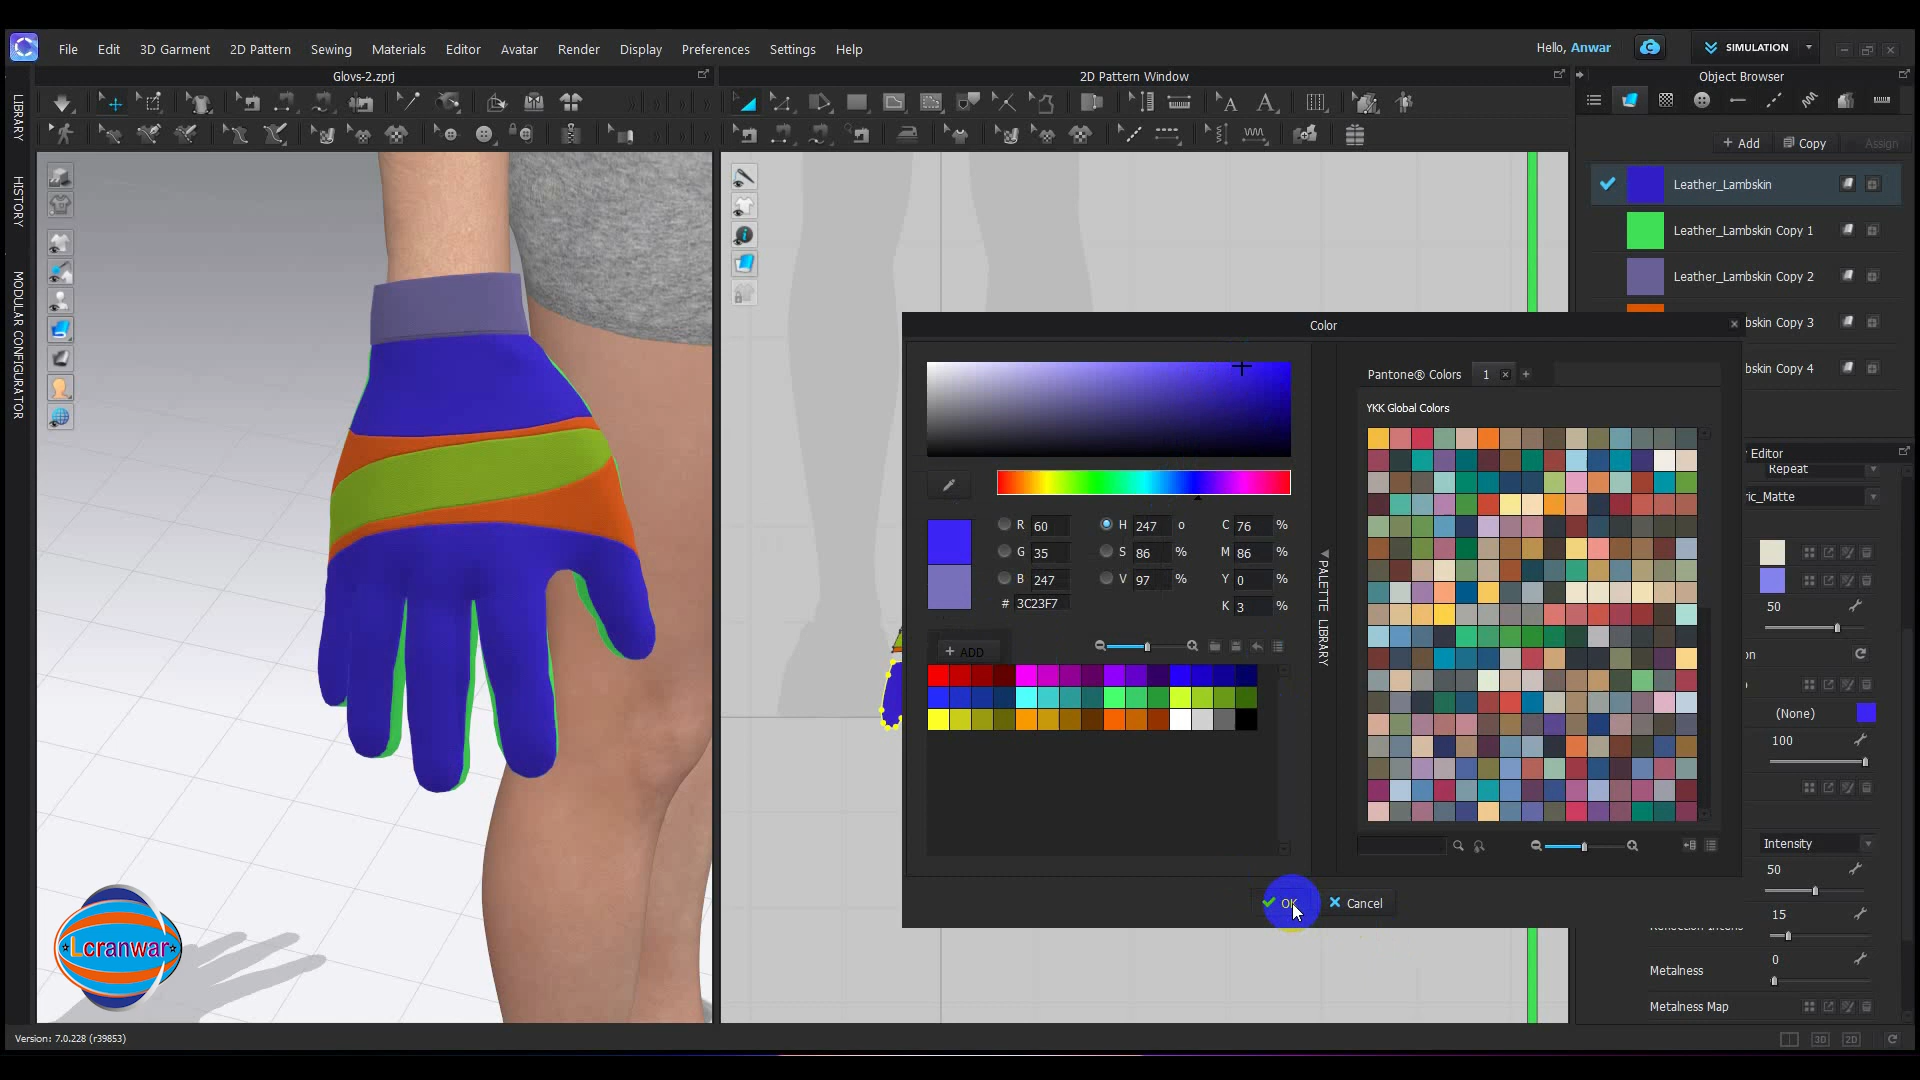 File Edit 3D Garment 2D Pattern Sewing Materials Editor Avatar Render Display Preferences Settings Help
Hello, Anwar
SIMULATION
Glovs-2.zprj
2D Pattern Window
Object Browser
LIBRARY
HISTORY
MODULAR CONFIGURATOR
+ Add
Copy
Assign
Leather_Lambskin
Leather_Lambskin Copy 1
Leather_Lambskin Copy 2
bskin Copy 3
bskin Copy 4
Color
Pantone® Colors
1
YKK Global Colors
R 60
H 247 o
C 76 %
G 35
S 86 %
M 86 %
B 247
V 97 %
Y 0 %
# 3C23F7
K 3 %
+ ADD
PALETTE LIBRARY
OK
Cancel
Editor
Repeat
ric_Matte
50
on
(None)
100
Intensity
50
15
0
Metalness
Metalness Map
Lcranwar
Version: 7.0.228 (r39853)
3D
2D